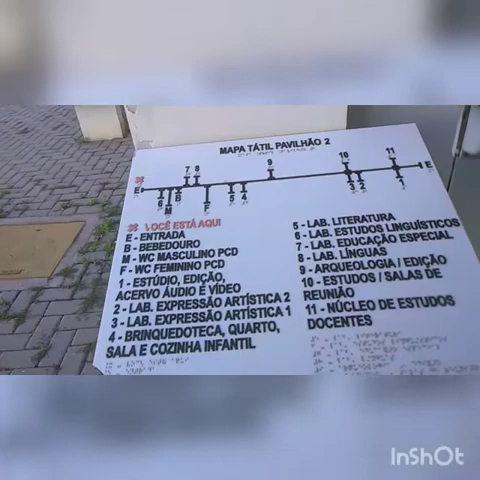 MAPA TÁTIL PAVILHÃO 2
11
10
9
7 8
E
E
6 B 5 4 3 2 1
M F
VOCÊ ESTÁ AQUI
E - ENTRADA
B - BEBEDOURO
M - WC MASCULINO PCD
F - WC FEMININO PCD
1 - ESTÚDIO, EDIÇÃO,
ACERVO ÁUDIO E VÍDEO
2 - LAB. EXPRESSÃO ARTÍSTICA 2
3 - LAB. EXPRESSÃO ARTÍSTICA 1
4 - BRINQUEDOTECA, QUARTO,
SALA E COZINHA INFANTIL
5 - LAB. LITERATURA
6 - LAB. ESTUDOS LINGUÍSTICOS
7 - LAB. EDUCAÇÃO ESPECIAL
8 - LAB. LÍNGUAS
9 - ARQUEOLOGIA / EDIÇÃO
10 - ESTUDOS / SALAS DE
REUNIÃO
11 - NÚCLEO DE ESTUDOS
DOCENTES
InShOt